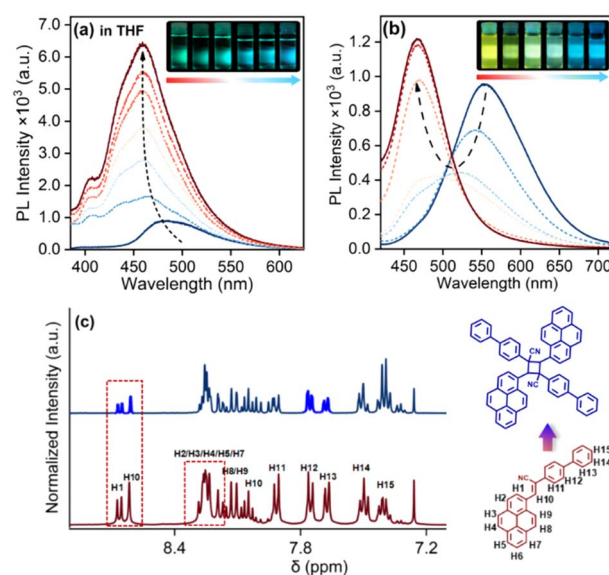 (a) in THF
PL Intensity ×10³ (a.u.)
7.0
6.0
5.0
4.0
3.0
2.0
1.0
0.0
400
450
500
550
600
Wavelength (nm)
(b)
PL Intensity ×10³ (a.u.)
1.2
1.0
0.8
0.6
0.4
0.2
0.0
420
460
500
550
600
650
700
Wavelength (nm)
(c)
Normalized Intensity (a.u.)
H1
H10
H2/H3/H4/H5/H7
H8/H9
H10
H11
H12
H13
H14
H15
8.4
7.8
7.2
δ (ppm)
CN
CN
H15
H14
H13
NC
H12
H1
H11
H2
H10
H3
H9
H4
H8
H5
H7
H6